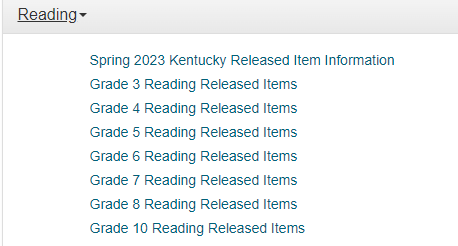 Reading
Spring 2023 Kentucky Released Item Information
Grade 3 Reading Released Items
Grade 4 Reading Released Items
Grade 5 Reading Released Items
Grade 6 Reading Released Items
Grade 7 Reading Released Items
Grade 8 Reading Released Items
Grade 10 Reading Released Items